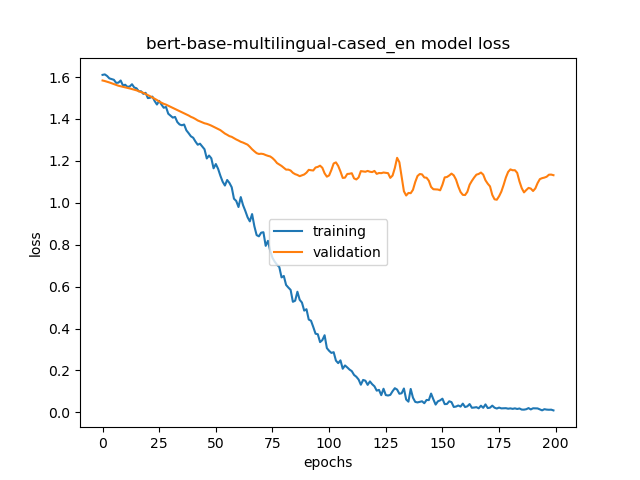 bert-base-multilingual-cased_en model loss
loss
1.6
1.4
1.2
1.0
0.8
0.6
0.4
0.2
0.0
training
validation
0 25 50 75 100 125 150 175 200
epochs